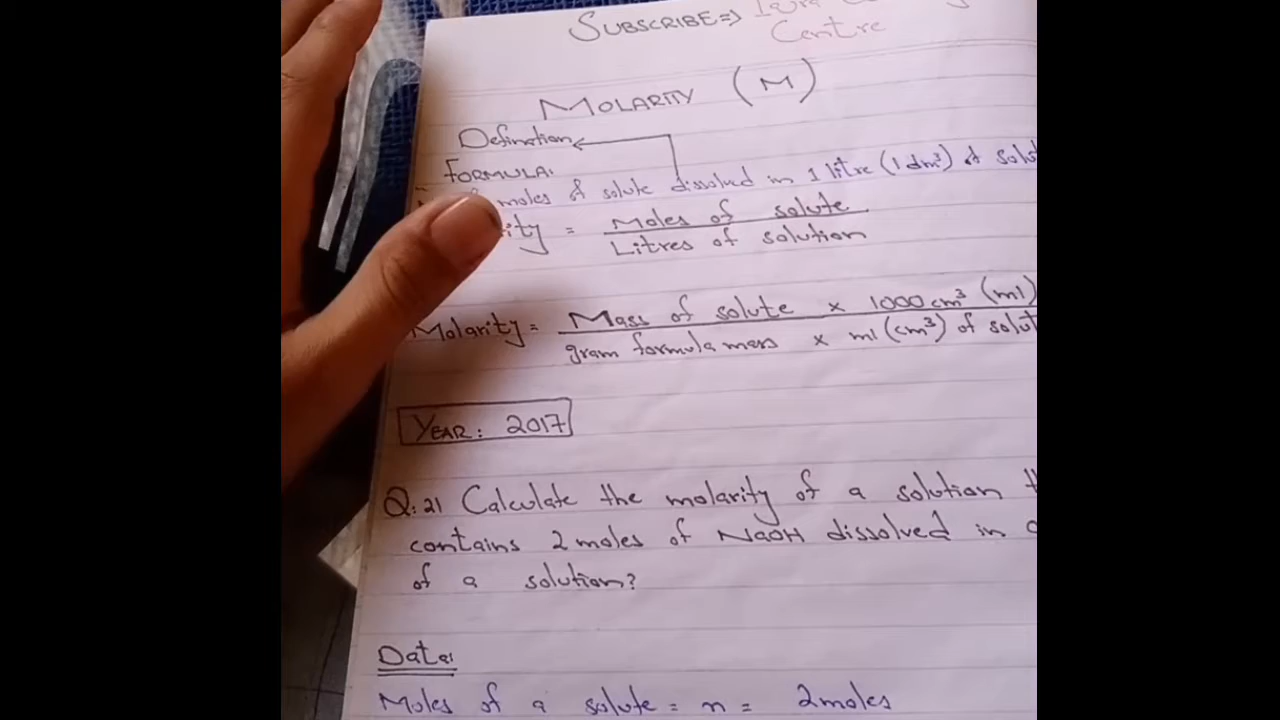 SUBSCRIBE=> 
Centre
MOLARITY (M)
Definition
FORMULA:
moles of solute dissolved in 1 litre (1 dm³) of
= Moles of solute
Litres of solution
Molarity = Mass of solute x 1000 cm³ (ml)
gram formula mass x ml (cm³) of
YEAR: 2017
Q:21 Calculate the molarity of a solution
contains 2 moles of NaOH dissolved in
of a solution?
Data:
Moles of a solute = n = 2 moles